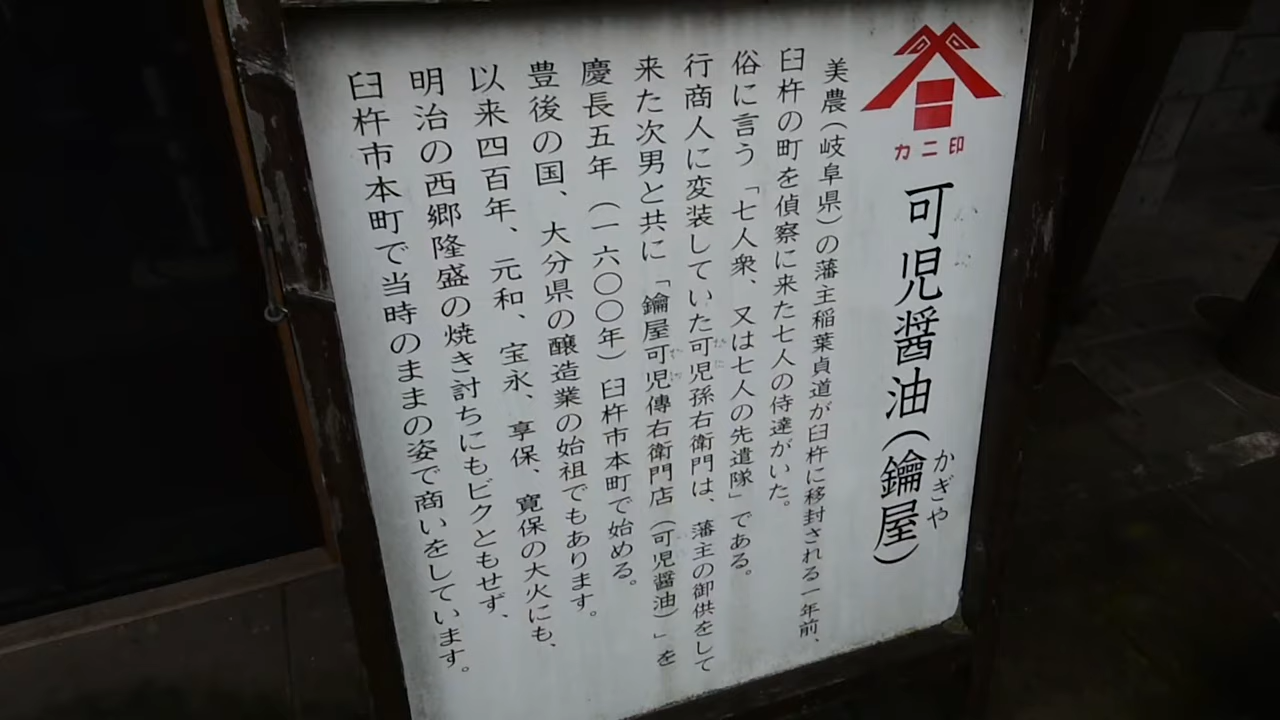 カニ印
可児醤油（鑰屋）
かぎや
美農（岐阜県）の藩主稲葉貞道が臼杵に移封される一年前、
臼杵の町を偵察に来た七人の侍達がいた。
俗に言う「七人衆、又は七人の先遣隊」である。
行商人に変装していた可児孫右衛門は、藩主の御供をして
来た次男と共に「鑰屋可児傳右衛門店（可児醤油）」を
慶長五年（一六〇〇年）臼杵市本町で始める。
豊後の国、大分県の醸造業の始祖でもあります。
以来四百年、元和、宝永、享保、寛保の大火にも、
明治の西郷隆盛の焼き討ちにもビクともせず、
臼杵市本町で当時のままの姿で商いをしています。